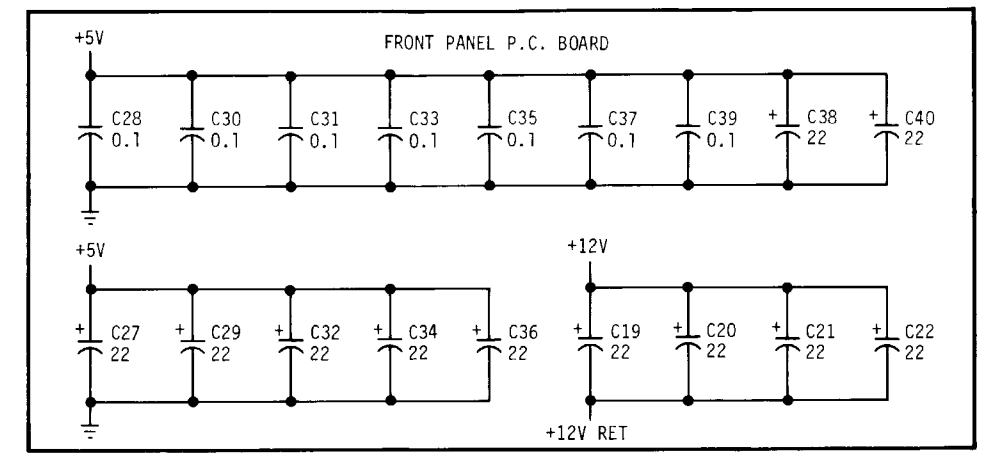 +5V
FRONT PANEL P.C. BOARD
C28
0.1
C30
0.1
C31
0.1
C33
0.1
C35
0.1
C37
0.1
C39
0.1
+ C38
22
+ C40
22
+5V
+ C27
22
+ C29
22
+ C32
22
+ C34
22
+ C36
22
+12V
+ C19
22
+ C20
22
+ C21
22
+ C22
22
+12V RET